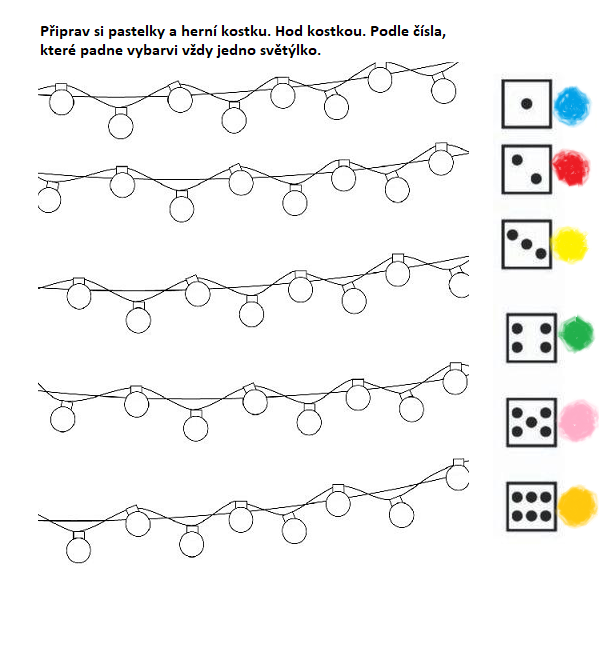 Připrav si pastelky a herní kostku. Hod kostkou. Podle čísla,
které padne vybarvi vždy jedno světýlko.